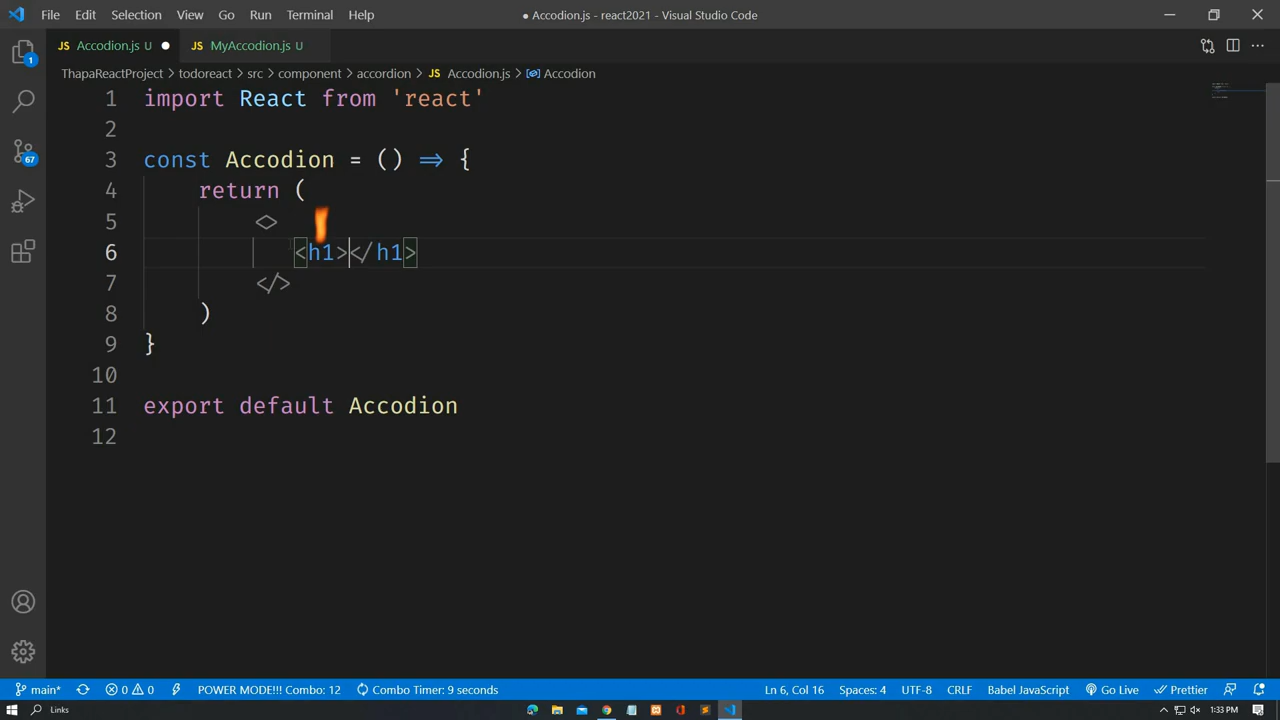 File Edit Selection View Go Run Terminal Help ● Accodion.js - react2021 - Visual Studio Code
JS Accodion.js U ● JS MyAccodion.js U
ThapaReactProject > todoreact > src > component > accordion > JS Accodion.js > Accodion
1 import React from 'react'
2
3 const Accodion = () => {
4 return (
5 <>
6 <h1></h1>
7 </>
8 )
9 }
10
11 export default Accodion
12
1
67
main* 0 0 POWER MODE!!! Combo: 12 Combo Timer: 9 seconds Ln 6, Col 16 Spaces: 4 UTF-8 CRLF Babel JavaScript Go Live Prettier
Links 1:33 PM